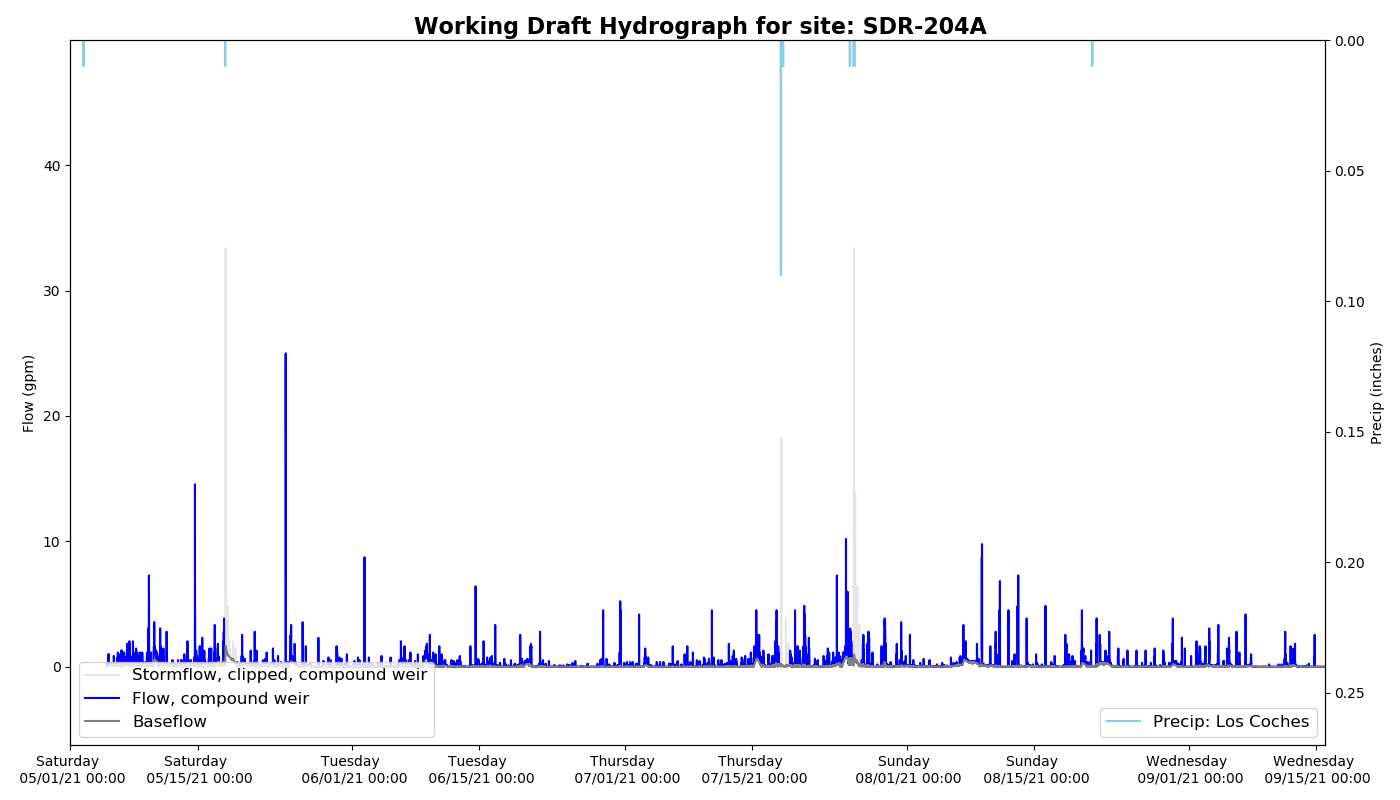 Working Draft Hydrograph for site: SDR-204A
0.00
40
0.05
30
0.10
Flow (gpm)
Precip (inches)
20
0.15
10
0.20
0
0.25
Stormflow, clipped, compound weir
Flow, compound weir
Baseflow
Precip: Los Coches
Saturday Saturday Tuesday Tuesday Thursday Thursday Sunday Sunday Wednesday Wednesday
05/01/21 00:00 05/15/21 00:00 06/01/21 00:00 06/15/21 00:00 07/01/21 00:00 07/15/21 00:00 08/01/21 00:00 08/15/21 00:00 09/01/21 00:00 09/15/21 00:00